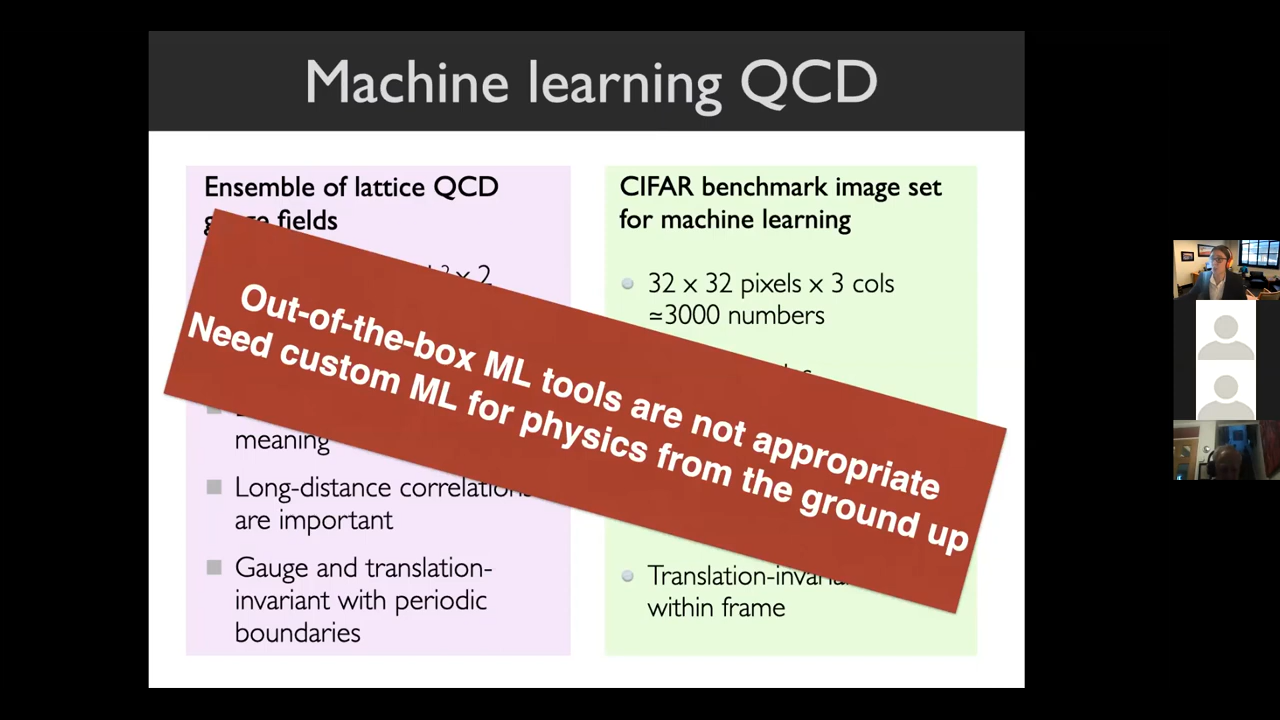 Machine learning QCD
Ensemble of lattice QCD
fields
x 2
meaning
Long-distance correlations
are important
Gauge and translation-
invariant with periodic
boundaries
CIFAR benchmark image set
for machine learning
32 x 32 pixels x 3 cols
≃3000 numbers
Translation-invariant
within frame
Out-of-the-box ML tools are not appropriate
Need custom ML for physics from the ground up